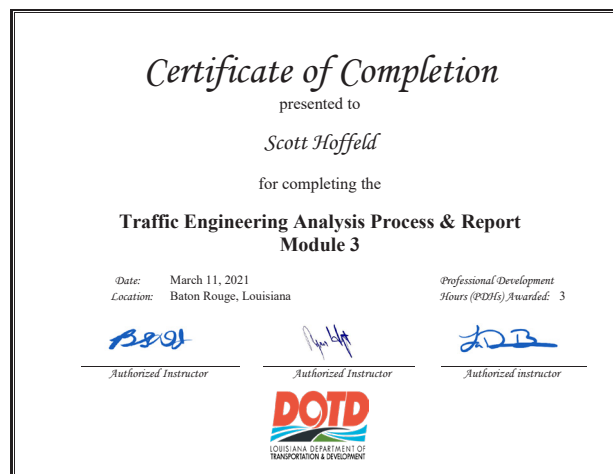 Certificate of Completion
presented to
Scott Hoffeld
for completing the
Traffic Engineering Analysis Process & Report
Module 3
Date: March 11, 2021
Location: Baton Rouge, Louisiana
Professional Development
Hours (PDHs) Awarded: 3
Authorized Instructor
Authorized Instructor
Authorized instructor
DOTD
LOUISIANA DEPARTMENT OF
TRANSPORTATION & DEVELOPMENT